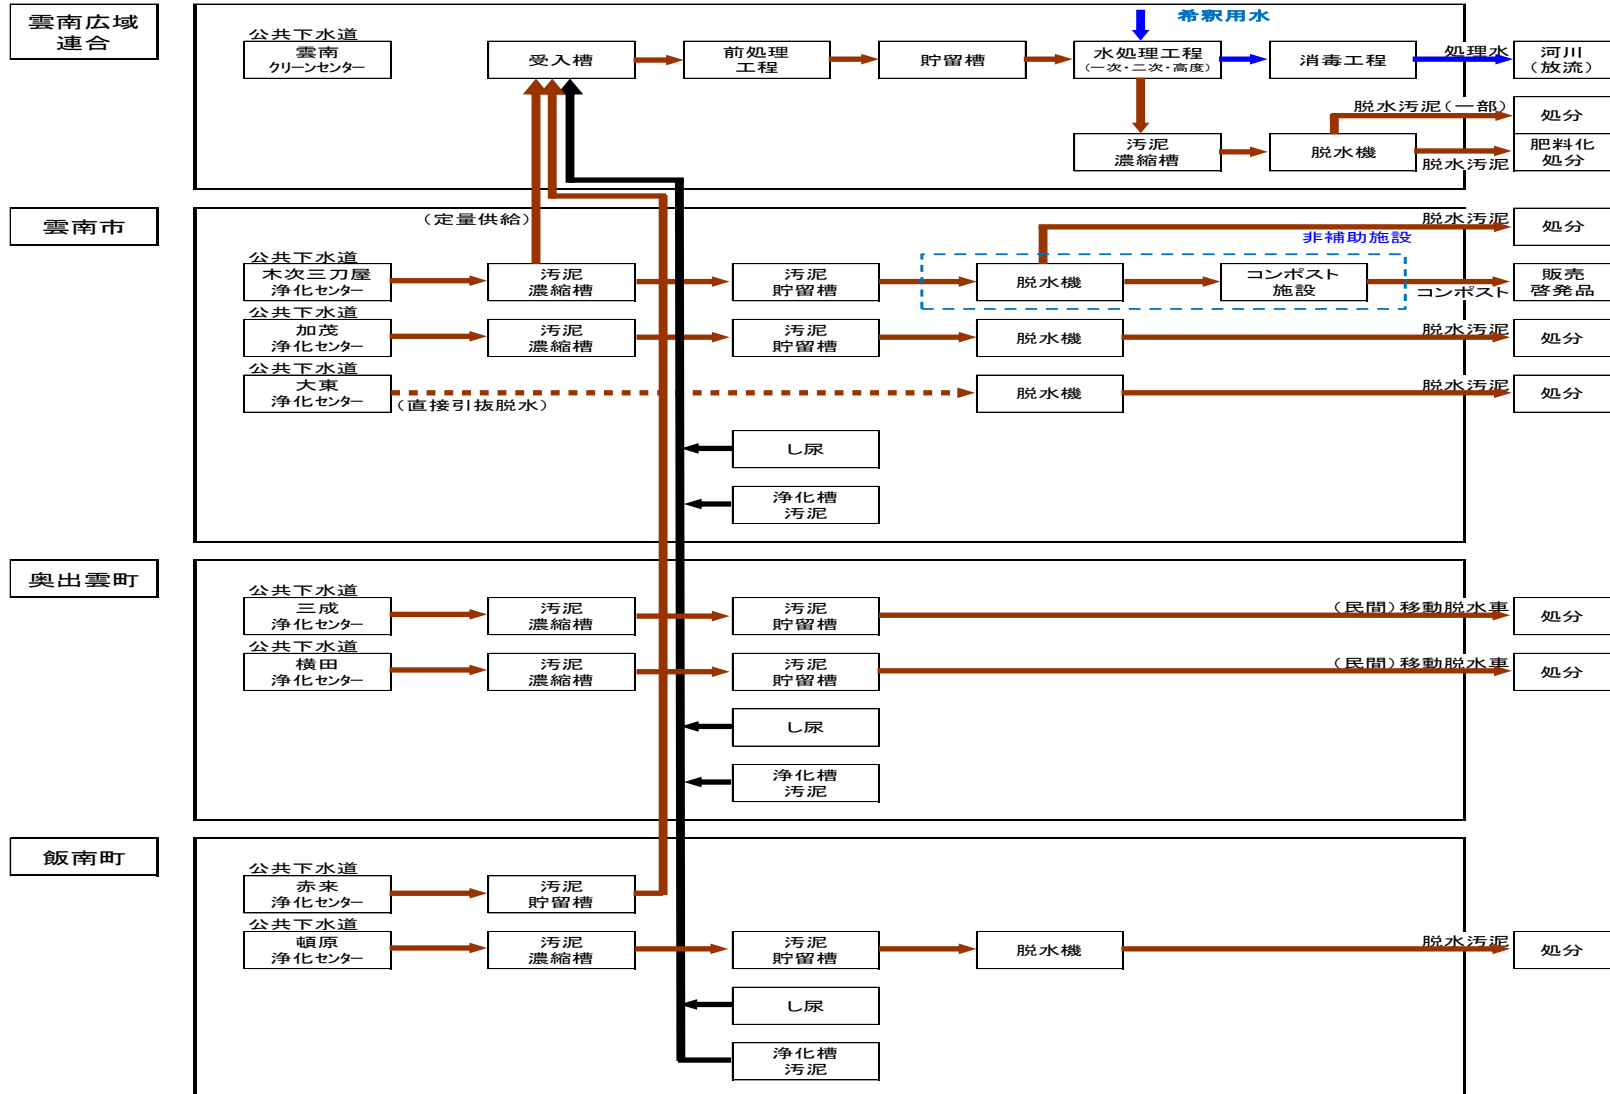 雲南広域
連合
希釈用水
公共下水道
雲南
クリーンセンター
受入槽
前処理
工程
貯留槽
水処理工程
(一次・二次・高度)
消毒工程
処理水
河川
(放流)
脱水汚泥(一部)
処分
汚泥
濃縮槽
脱水機
脱水汚泥
肥料化
処分
雲南市
(定量供給)
脱水汚泥
処分
非補助施設
公共下水道
木次三刀屋
浄化センター
汚泥
濃縮槽
汚泥
貯留槽
脱水機
コンポスト
施設
コンポスト
販売
啓発品
公共下水道
加茂
浄化センター
汚泥
濃縮槽
汚泥
貯留槽
脱水機
脱水汚泥
処分
公共下水道
大東
浄化センター
(直接引抜脱水)
脱水機
脱水汚泥
処分
し尿
浄化槽
汚泥
奥出雲町
公共下水道
三成
浄化センター
汚泥
濃縮槽
汚泥
貯留槽
(民間)移動脱水車
処分
公共下水道
横田
浄化センター
汚泥
濃縮槽
汚泥
貯留槽
(民間)移動脱水車
処分
し尿
浄化槽
汚泥
飯南町
公共下水道
赤来
浄化センター
汚泥
貯留槽
公共下水道
頓原
浄化センター
汚泥
濃縮槽
汚泥
貯留槽
脱水機
脱水汚泥
処分
し尿
浄化槽
汚泥